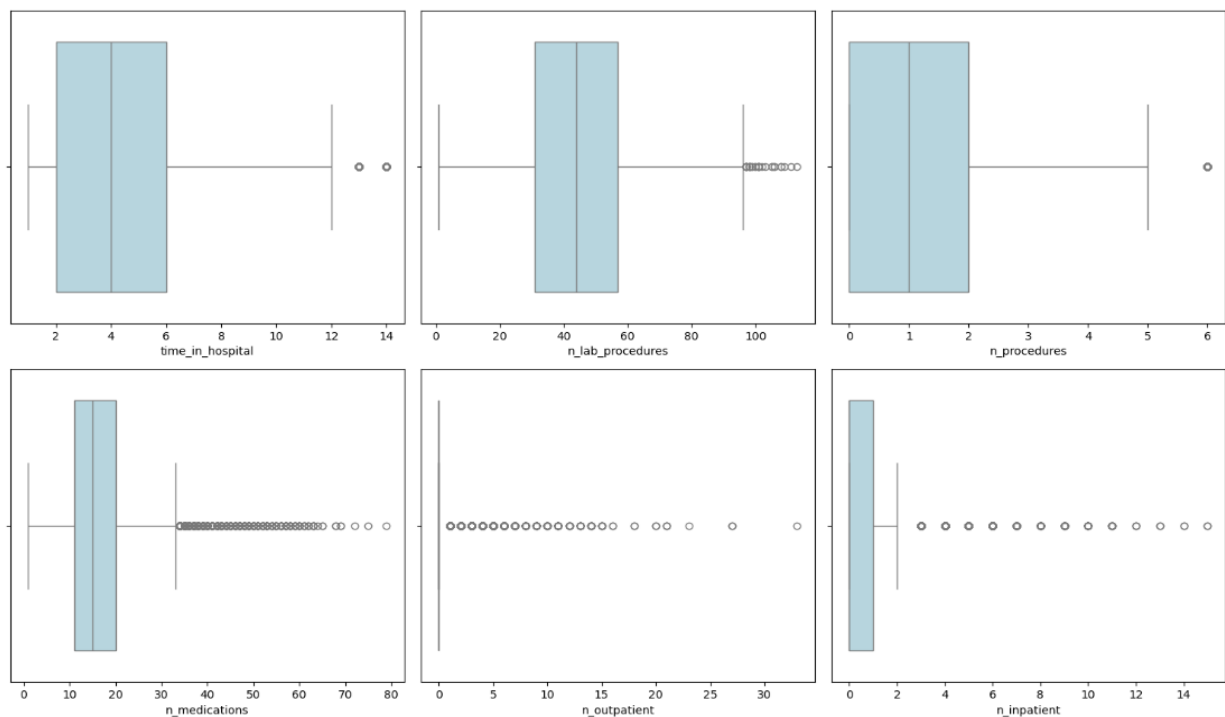 2 4 6 8 10 12 14
time_in_hospital
0 20 40 60 80 100
n_lab_procedures
0 1 2 3 4 5 6
n_procedures
0 10 20 30 40 50 60 70 80
n_medications
0 5 10 15 20 25 30
n_outpatient
0 2 4 6 8 10 12 14
n_inpatient